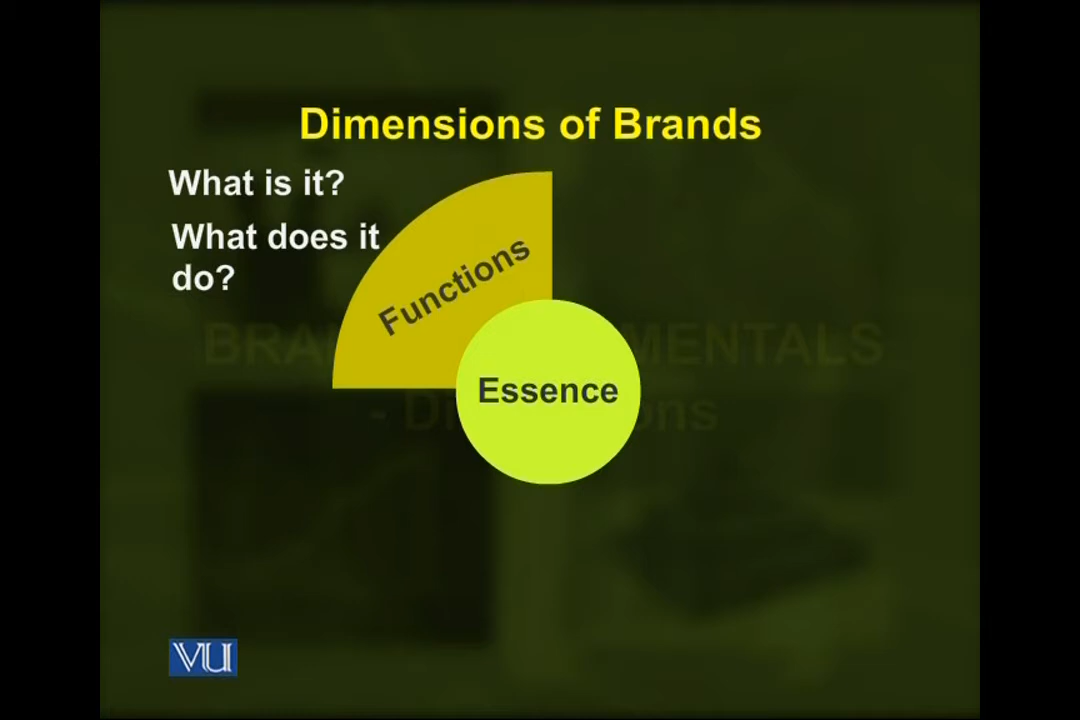 Dimensions of Brands
What is it?
What does it
do?
Functions
Essence
VU